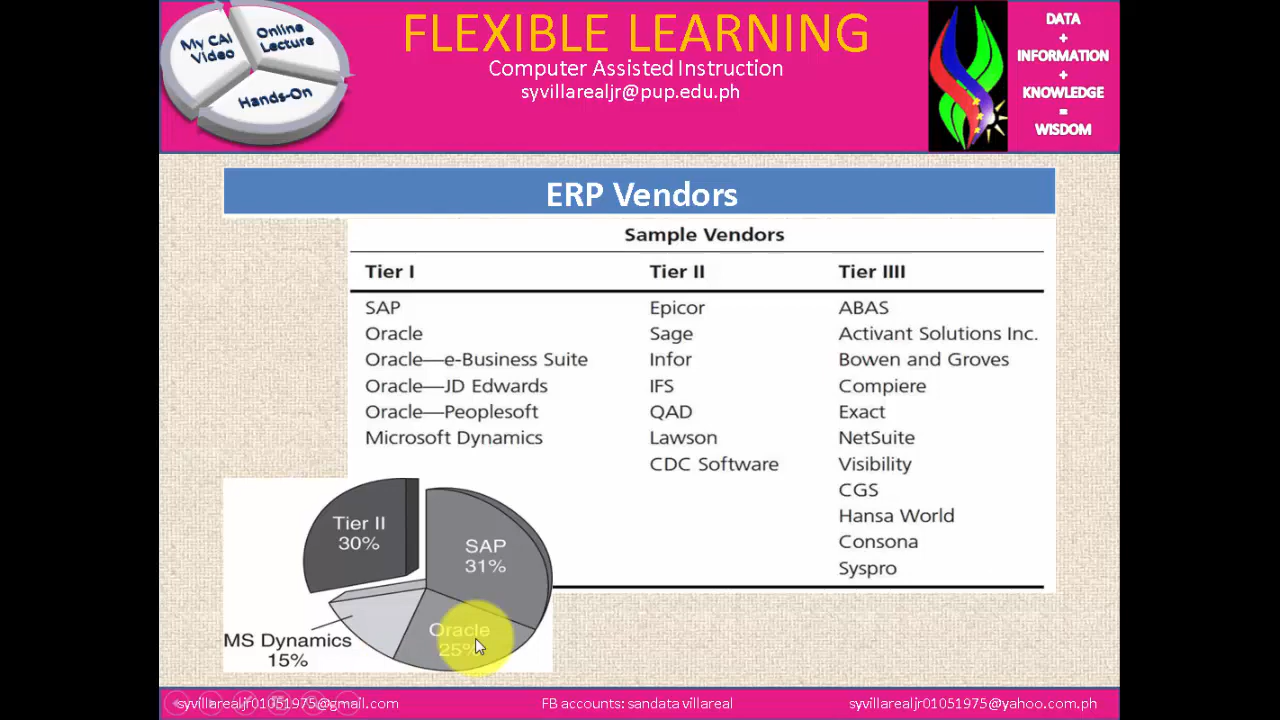 My CAI
Video
Online
Lecture
Hands-On
FLEXIBLE LEARNING
Computer Assisted Instruction
syvillarealjr@pup.edu.ph
DATA
+
INFORMATION
+
KNOWLEDGE
=
WISDOM
ERP Vendors
Sample Vendors
Tier I Tier II Tier IIII
SAP Epicor ABAS
Oracle Sage Activant Solutions Inc.
Oracle—e-Business Suite Infor Bowen and Groves
Oracle—JD Edwards IFS Compiere
Oracle—Peoplesoft QAD Exact
Microsoft Dynamics Lawson NetSuite
CDC Software Visibility
CGS
Hansa World
Consona
Syspro
Tier II
30%
SAP
31%
Oracle
25%
MS Dynamics
15%
syvillarealjr01051975@gmail.com FB accounts: sandata villareal syvillarealjr01051975@yahoo.com.ph